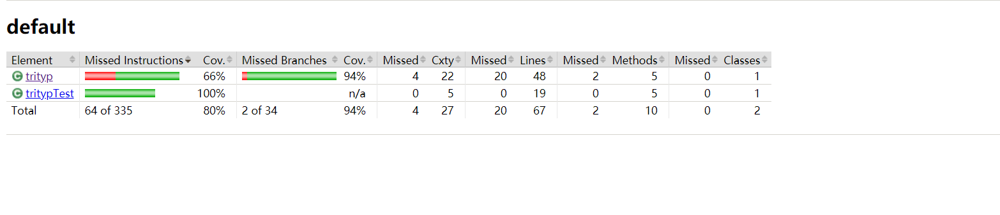 default
Element Missed Instructions Cov. Missed Branches Cov. Missed Cxty Missed Lines Missed Methods Missed Classes
C trityp 66% 94% 4 22 20 48 2 5 0 1
C tritypTest 100% n/a 0 5 0 19 0 5 0 1
Total 64 of 335 80% 2 of 34 94% 4 27 20 67 2 10 0 2